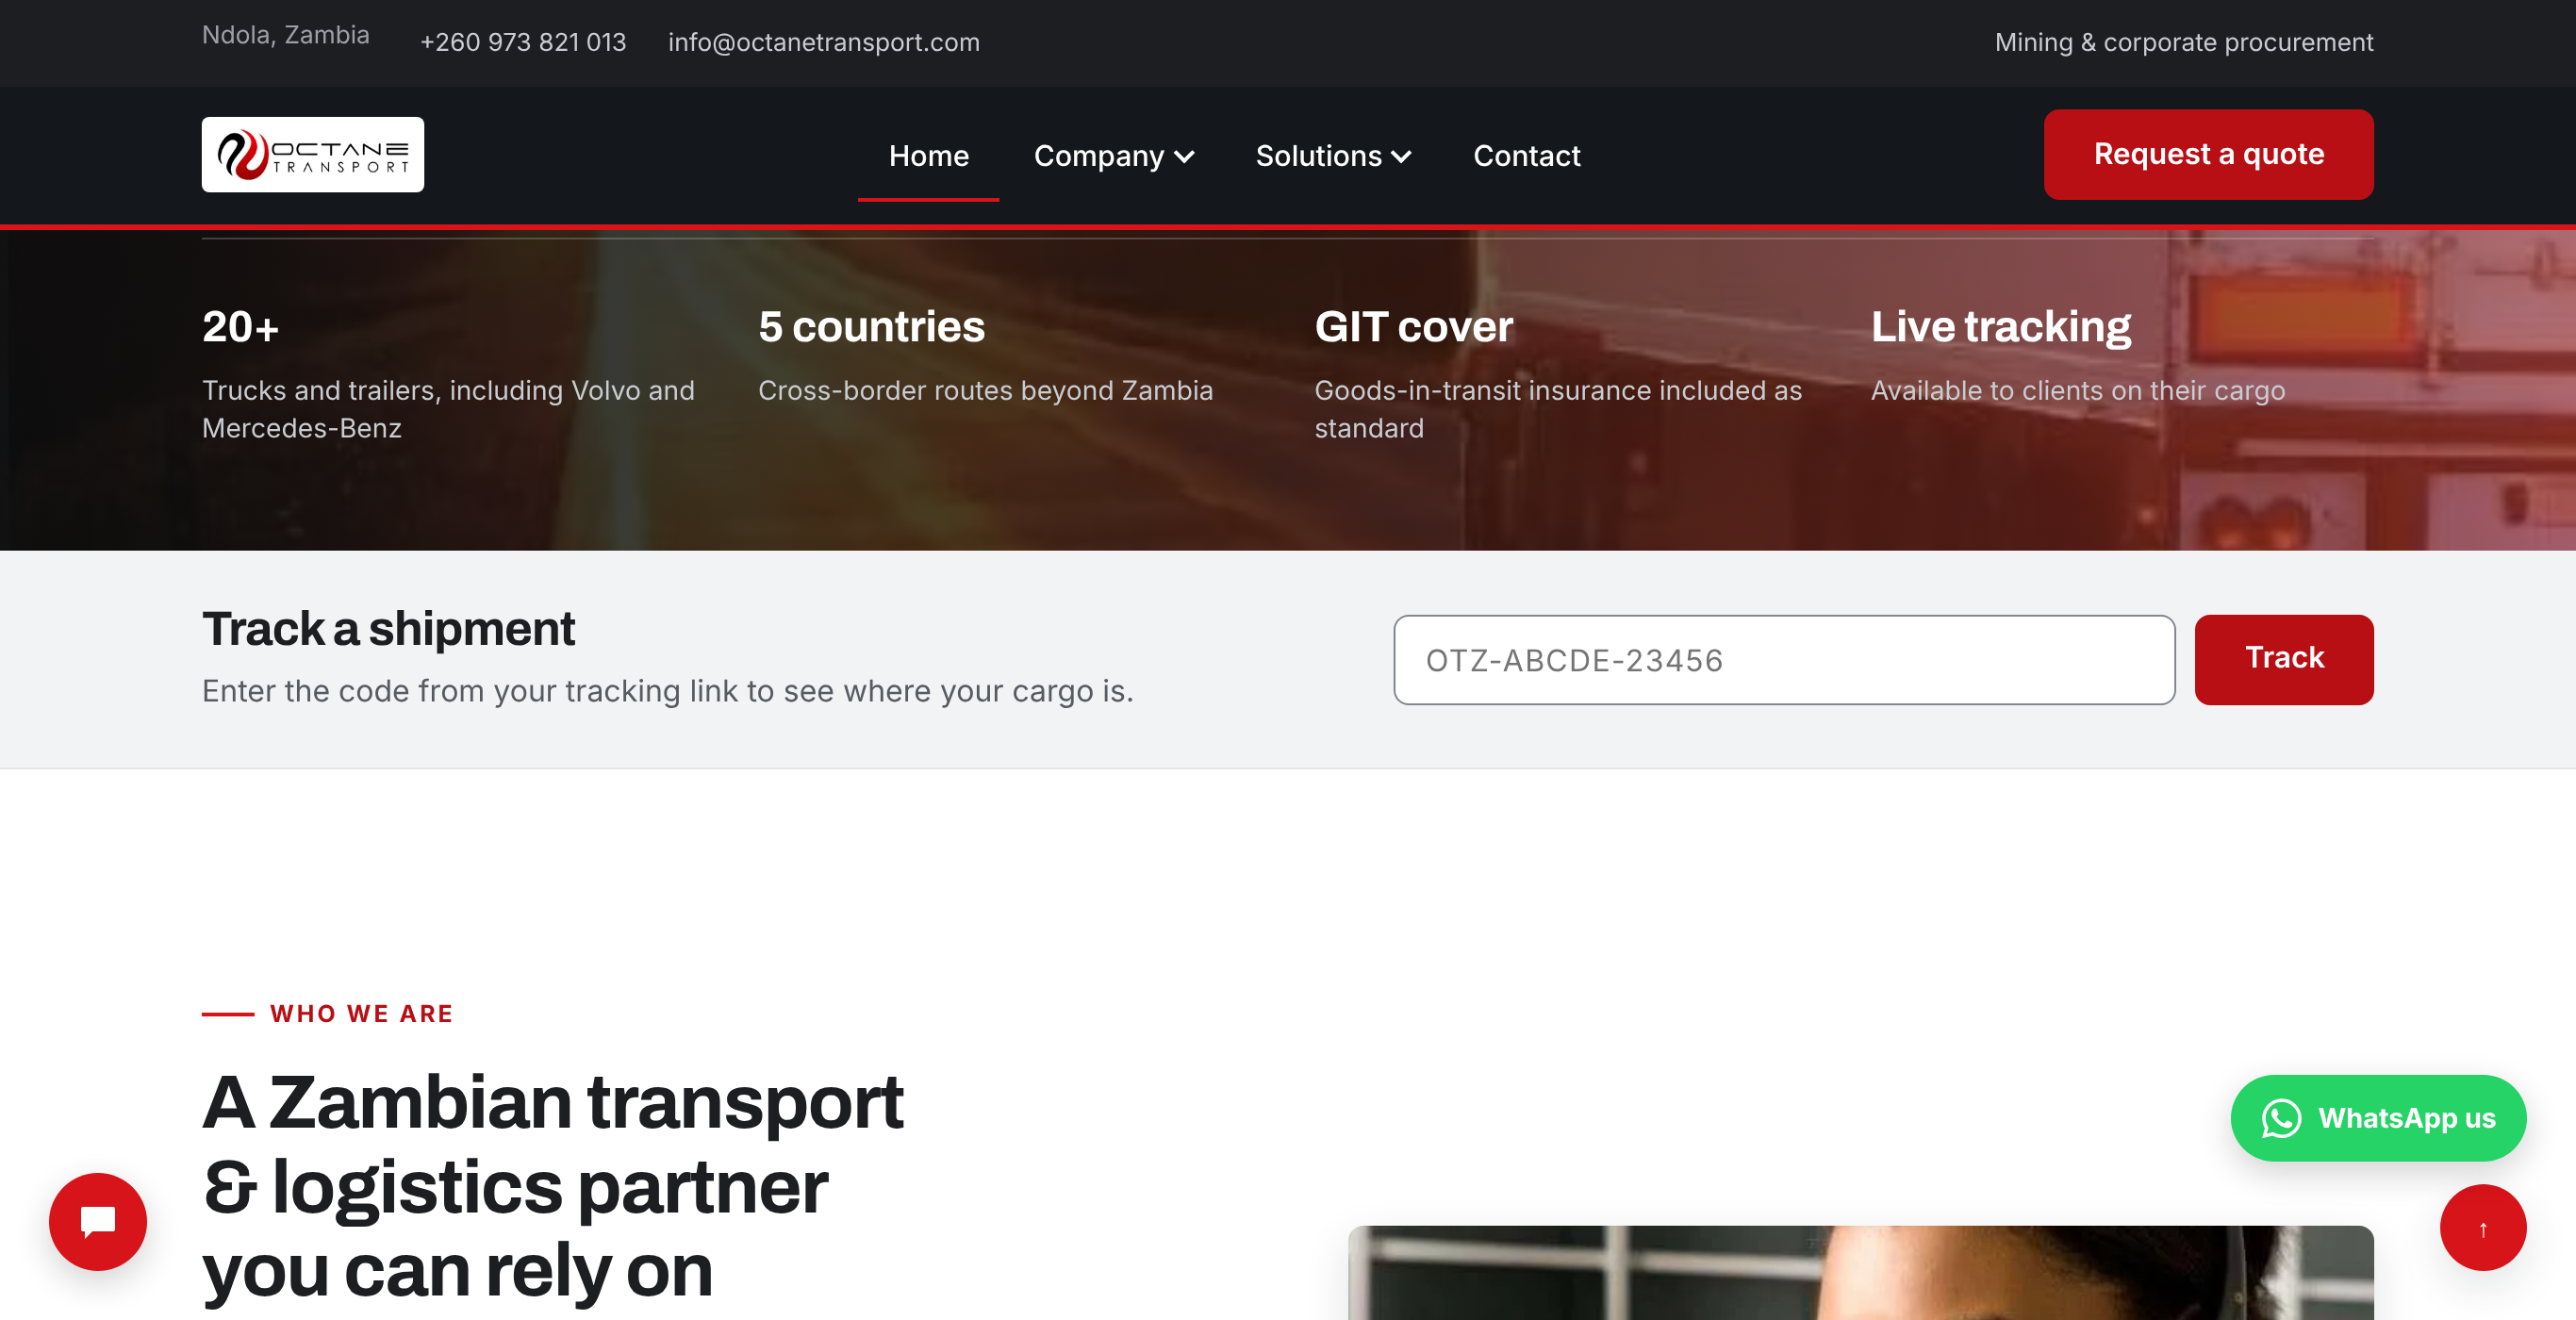 Ndola, Zambia +260 973 821 013 info@octanetransport.com Mining & corporate procurement
OCTANE
TRANSPORT
Home Company Solutions Contact Request a quote
20+ 5 countries GIT cover Live tracking
Trucks and trailers, including Volvo and Mercedes-Benz
Cross-border routes beyond Zambia
Goods-in-transit insurance included as standard
Available to clients on their cargo
Track a shipment
Enter the code from your tracking link to see where your cargo is.
OTZ-ABCDE-23456 Track
WHO WE ARE
A Zambian transport
& logistics partner
you can rely on
WhatsApp us
↑